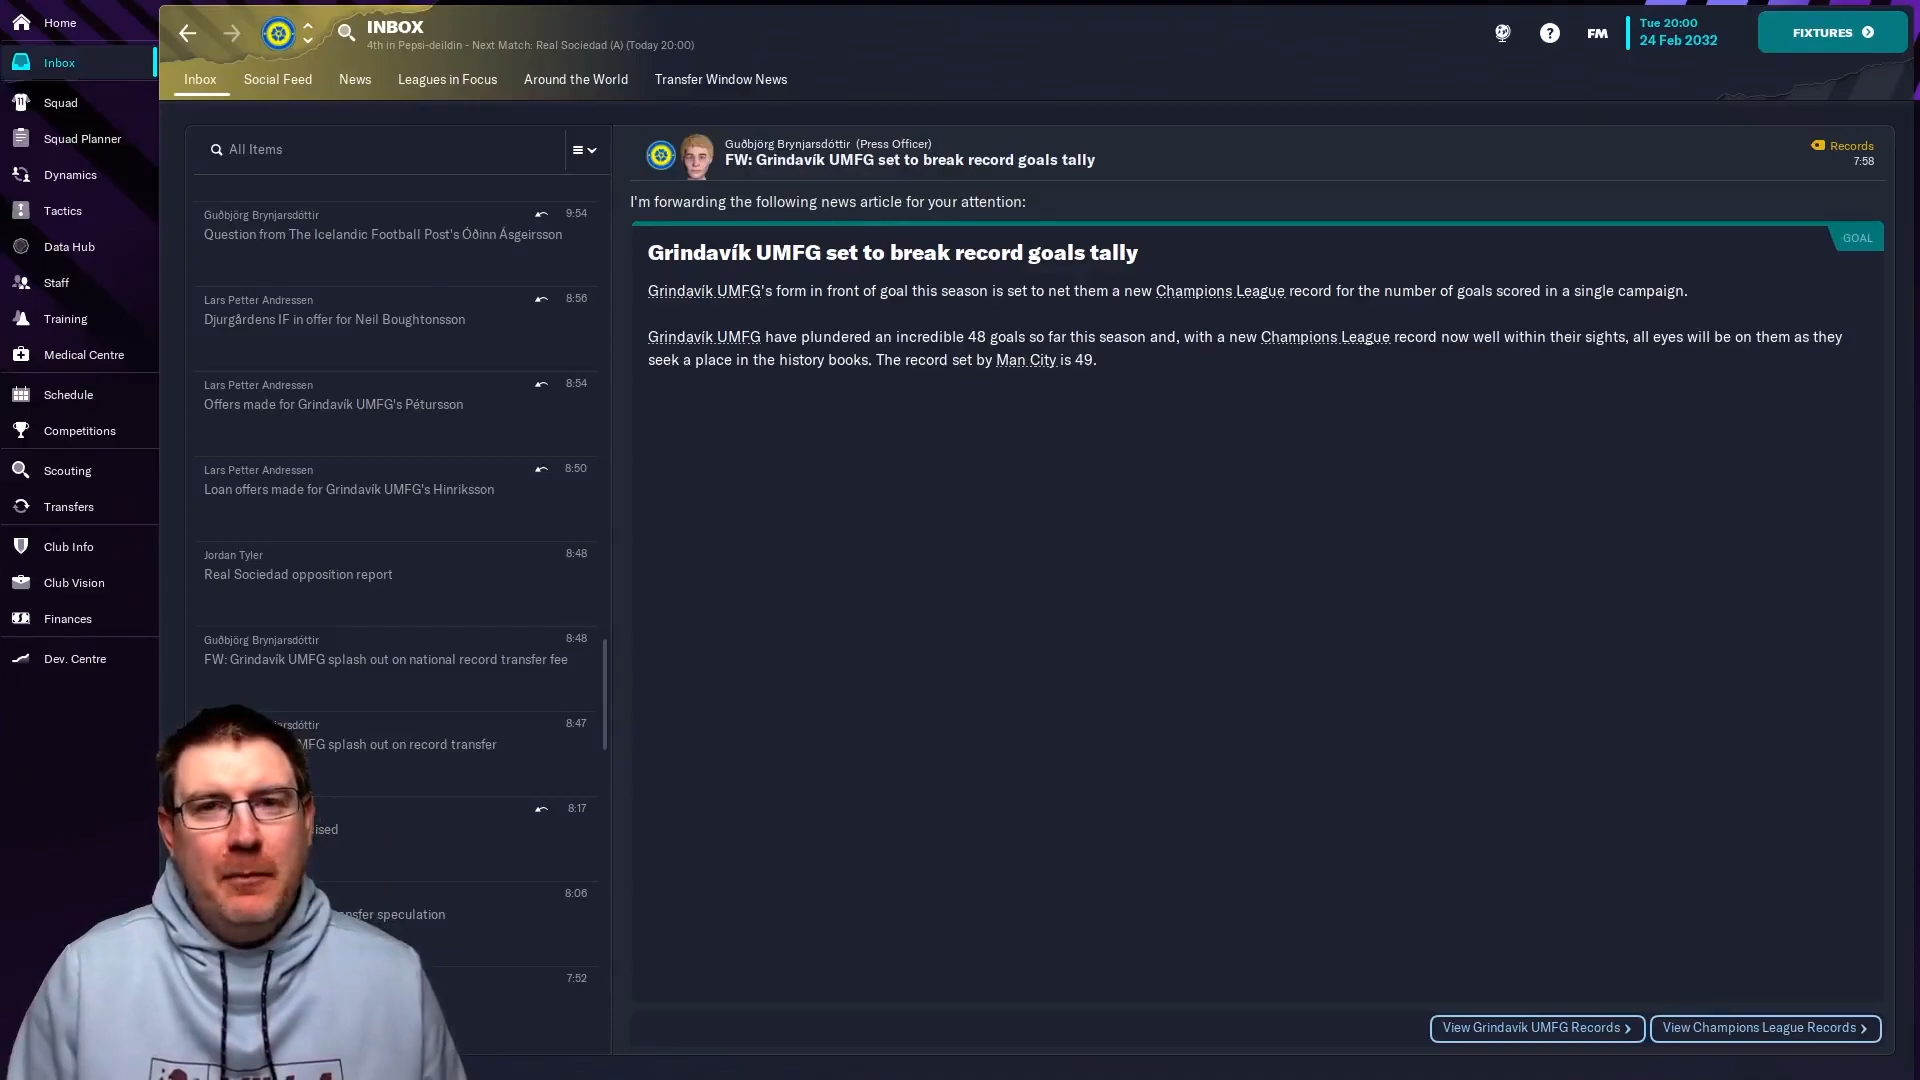 Home
Inbox
Squad
Squad Planner
Dynamics
Tactics
Data Hub
Staff
Training
Medical Centre
Schedule
Competitions
Scouting
Transfers
Club Info
Club Vision
Finances
Dev. Centre
INBOX
4th in Pepsi-deildin - Next Match: Real Sociedad (A) (Today 20:00)
FM
Tue 20:00
24 Feb 2032
FIXTURES
Inbox Social Feed News Leagues in Focus Around the World Transfer Window News
All Items
Guðbjörg Brynjarsdóttir 9:54
Question from The Icelandic Football Post's Óðinn Ásgeirsson
Lars Petter Andressen 8:56
Djurgårdens IF in offer for Neil Boughtonsson
Lars Petter Andressen 8:54
Offers made for Grindavík UMFG's Pétursson
Lars Petter Andressen 8:50
Loan offers made for Grindavík UMFG's Hinriksson
Jordan Tyler 8:48
Real Sociedad opposition report
Guðbjörg Brynjarsdóttir 8:48
FW: Grindavík UMFG splash out on national record transfer fee
8:47
UMFG splash out on record transfer
8:17
8:06
speculation
7:52
Guðbjörg Brynjarsdóttir (Press Officer)
FW: Grindavík UMFG set to break record goals tally
Records
7:58
I'm forwarding the following news article for your attention:
GOAL
Grindavík UMFG set to break record goals tally
Grindavík UMFG's form in front of goal this season is set to net them a new Champions League record for the number of goals scored in a single campaign.
Grindavík UMFG have plundered an incredible 48 goals so far this season and, with a new Champions League record now well within their sights, all eyes will be on them as they
seek a place in the history books. The record set by Man City is 49.
View Grindavík UMFG Records
View Champions League Records